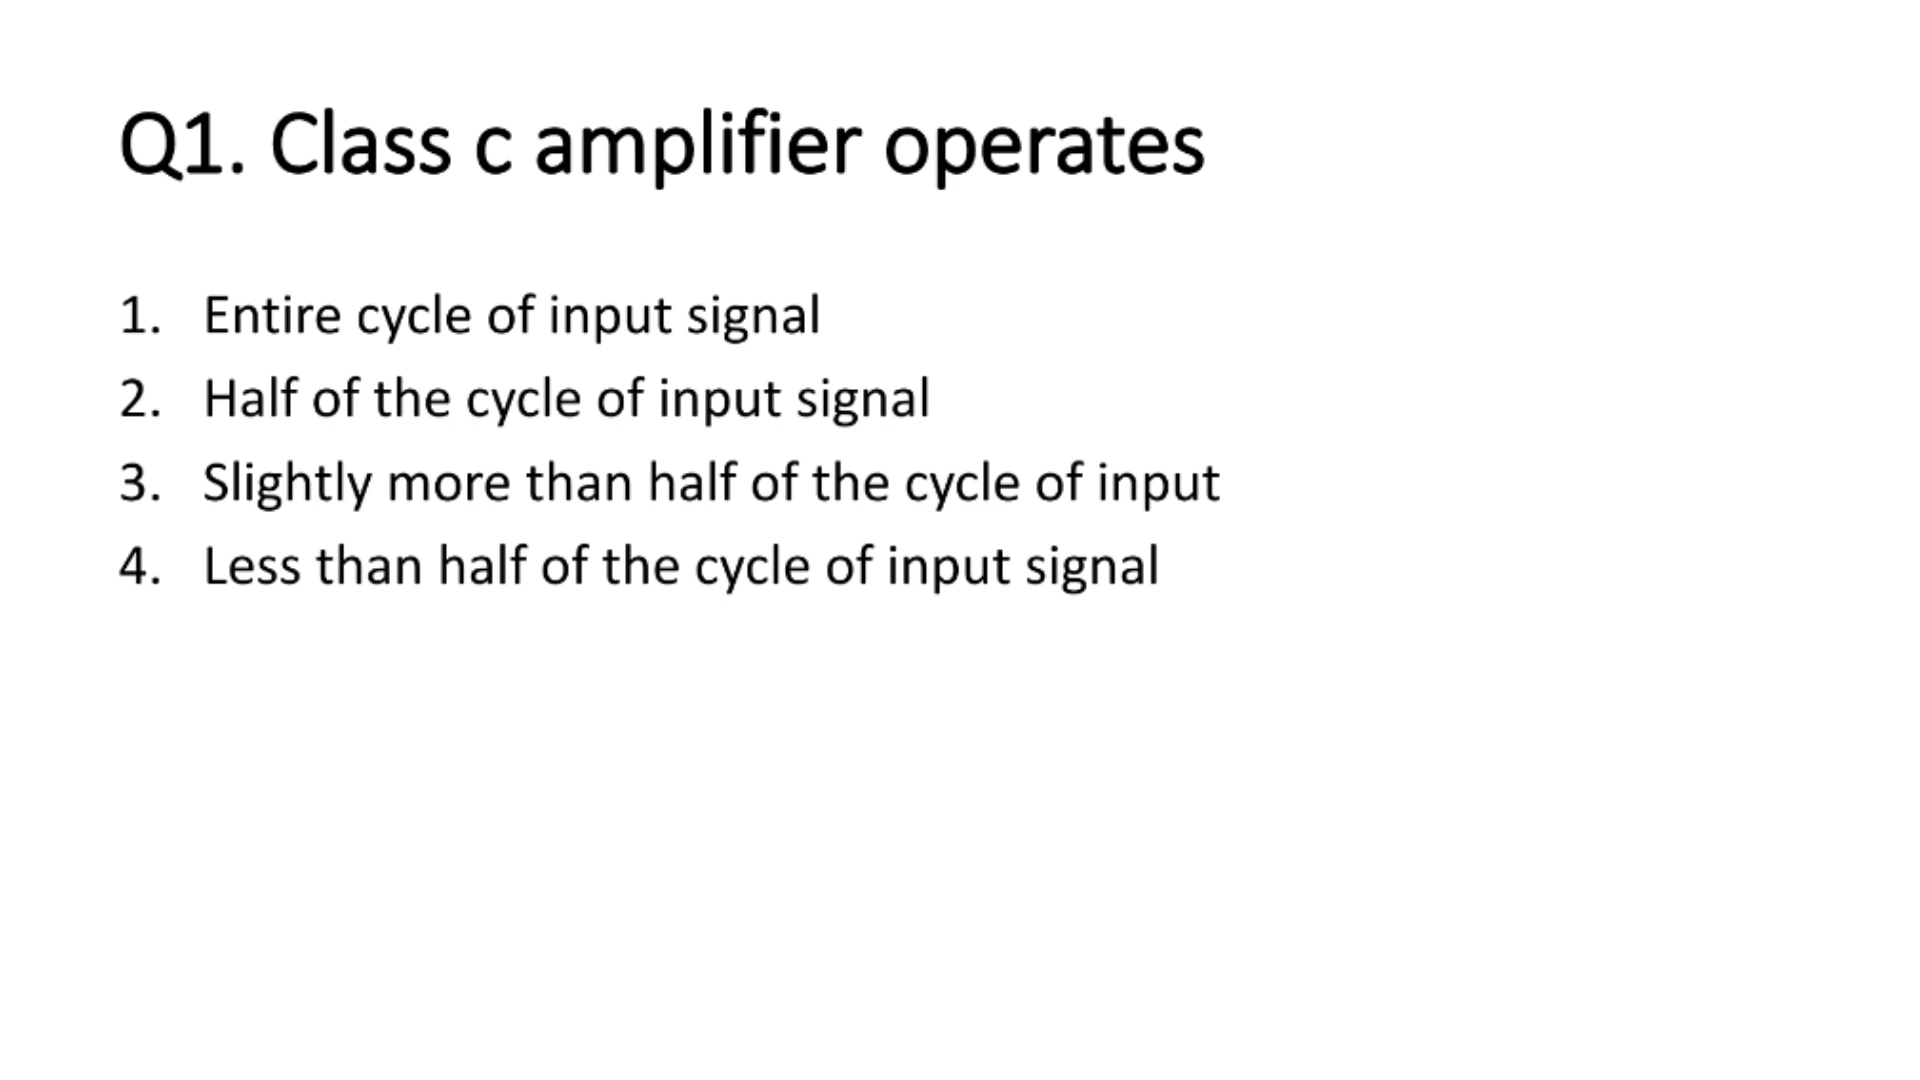 Q1. Class c amplifier operates
1. Entire cycle of input signal
2. Half of the cycle of input signal
3. Slightly more than half of the cycle of input
4. Less than half of the cycle of input signal